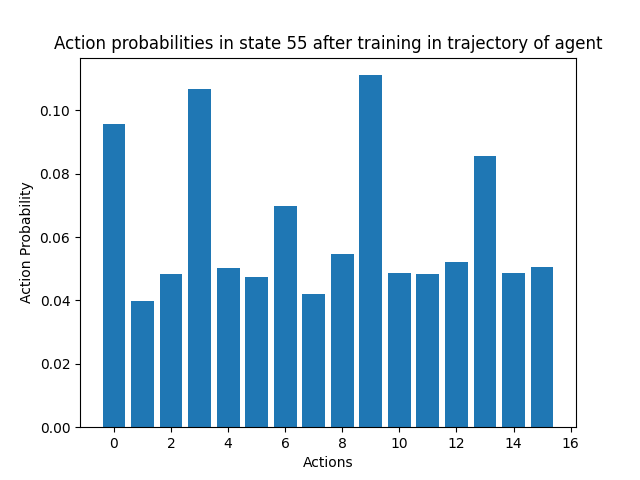 Action probabilities in state 55 after training in trajectory of agent
0.10
0.08
0.06
0.04
0.02
0.00
Action Probability
0 2 4 6 8 10 12 14 16
Actions